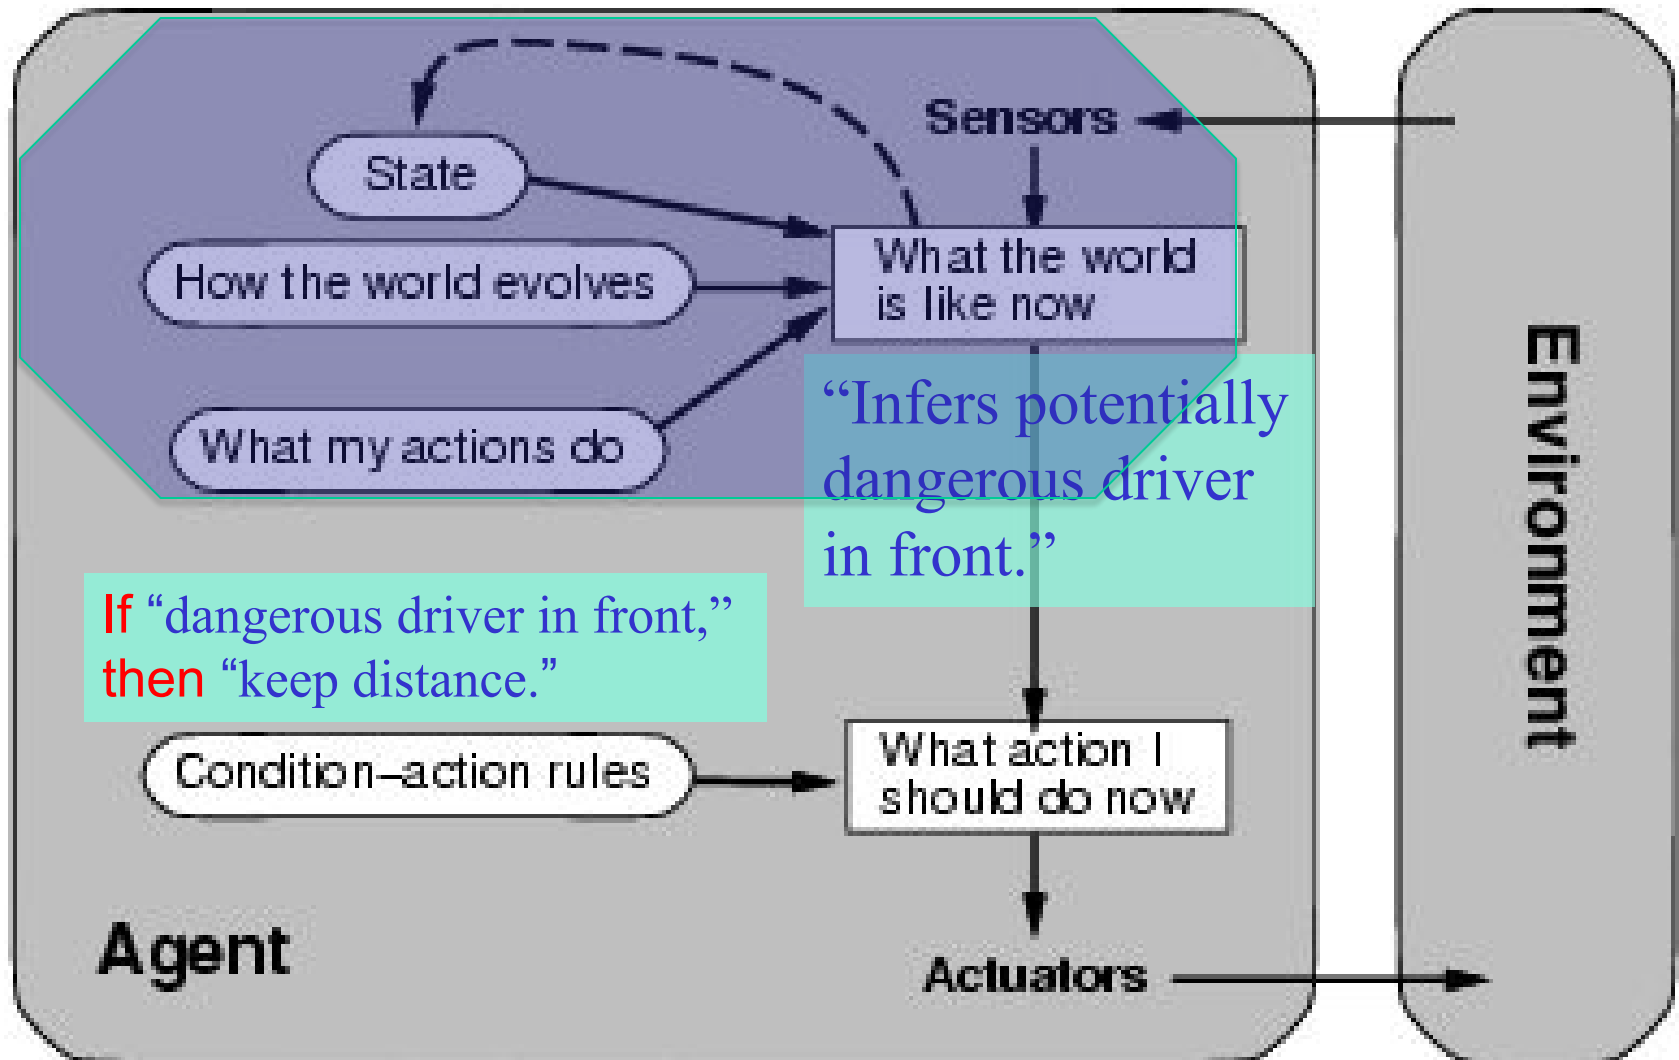 Sensors
State
What the world
is like now
How the world evolves
What my actions do
“Infers potentially
dangerous driver
in front.”
If “dangerous driver in front,”
then “keep distance.”
Condition–action rules
What action I
should do now
Agent
Actuators
Environment